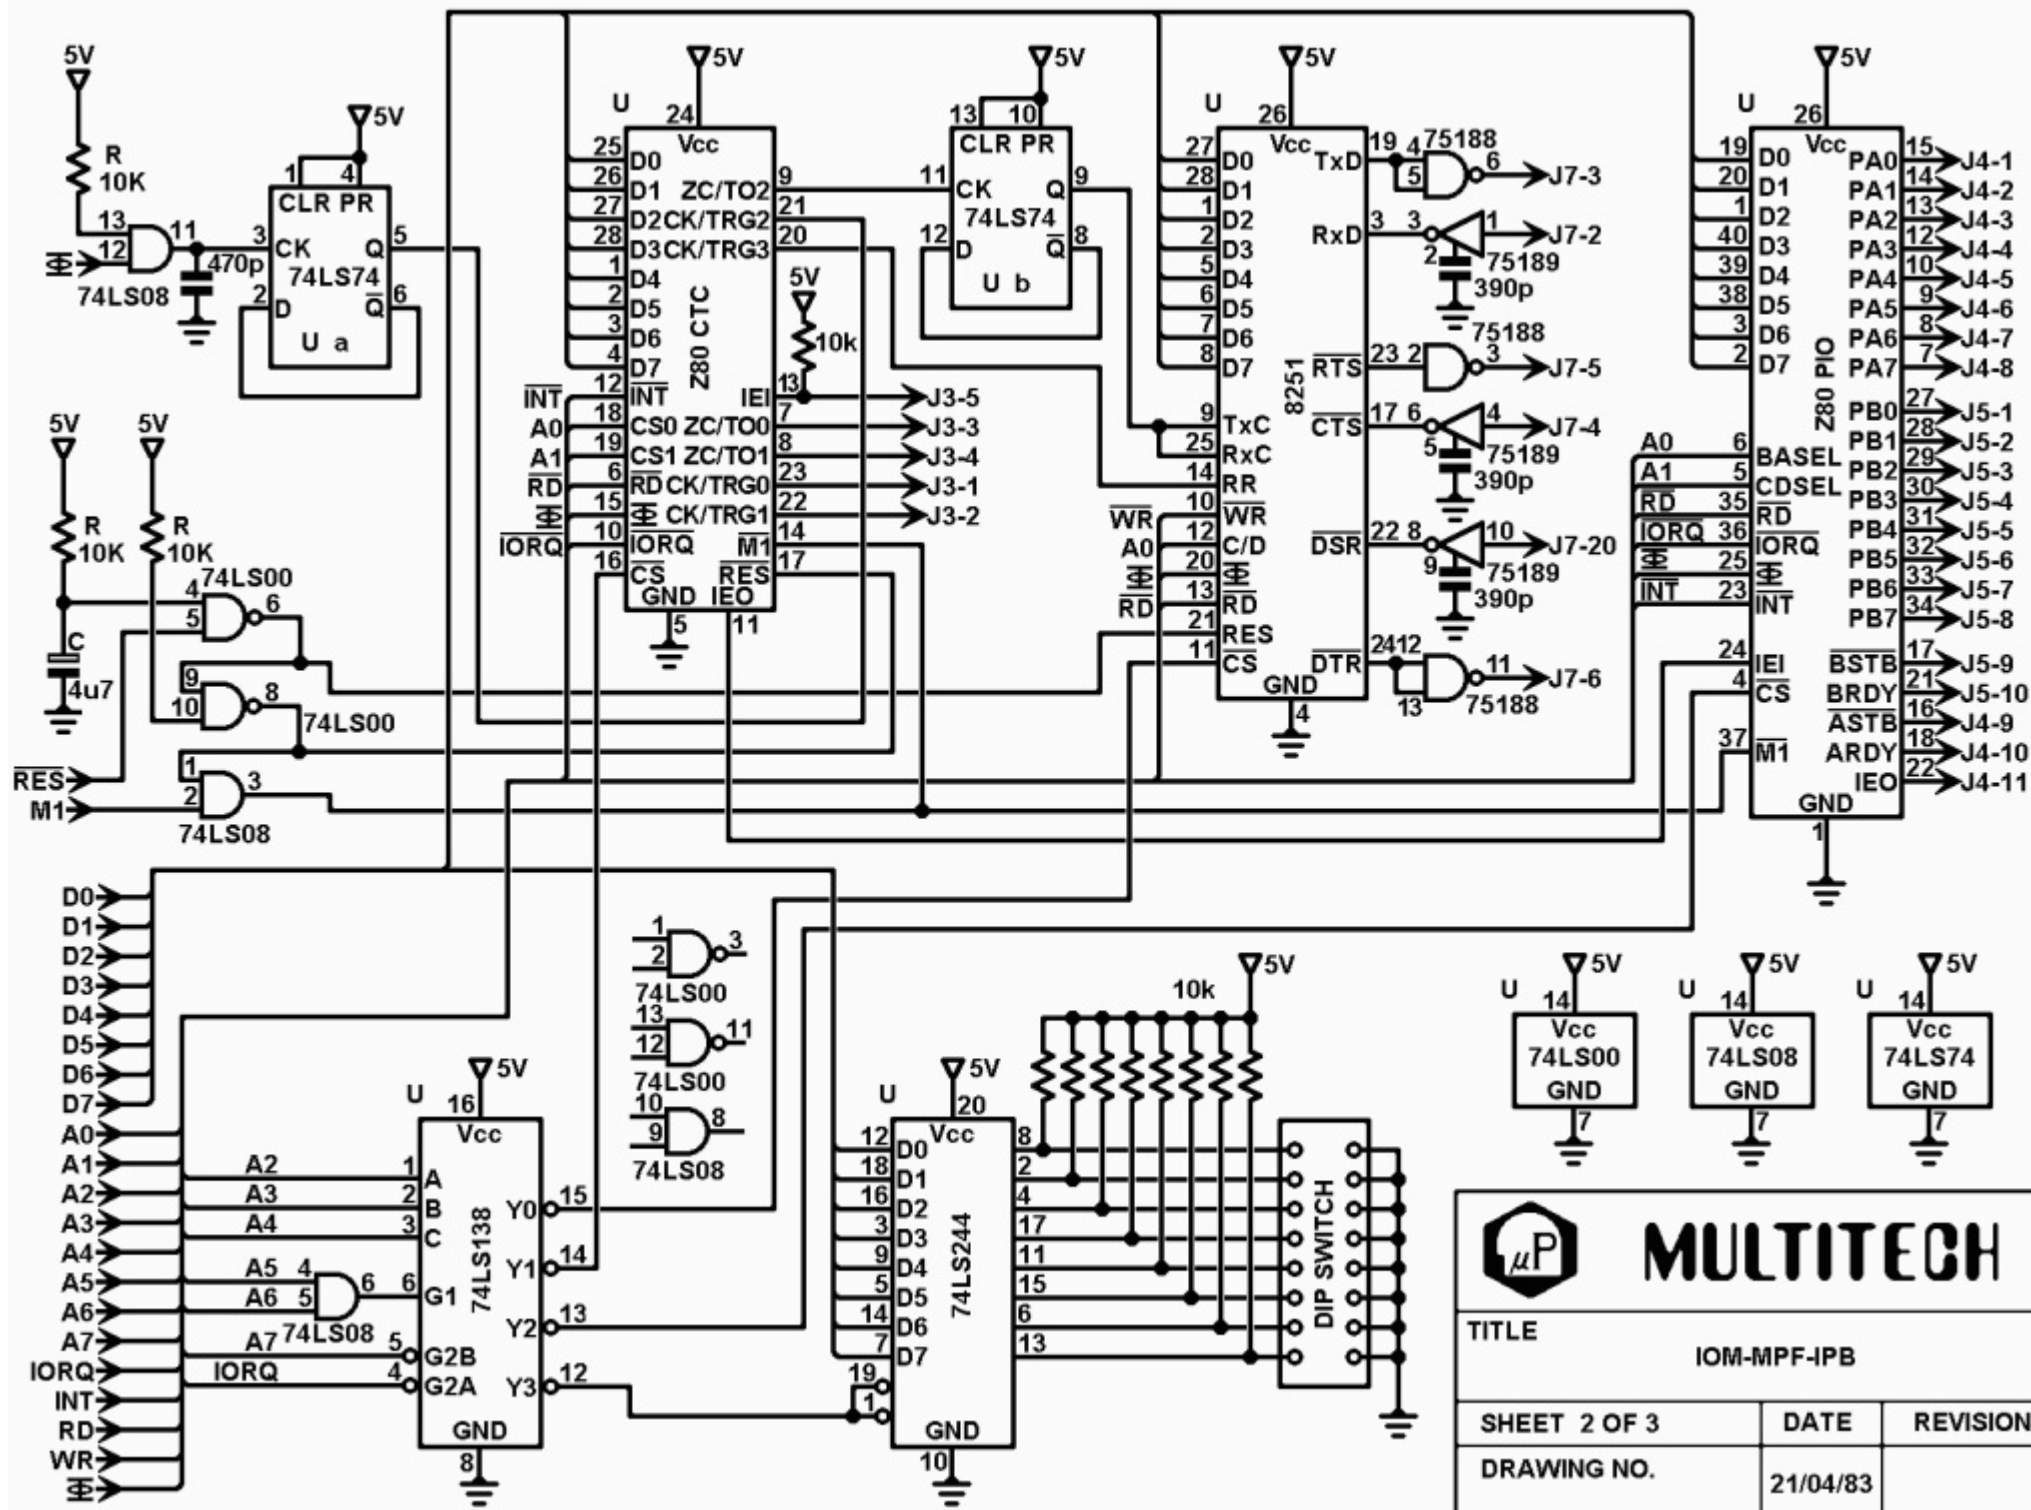 5V
5V
5V
5V
5V
5V
R
10K
13
12
11
Φ
74LS08
470p
1
4
CLR PR
3
CK
Q
5
74LS74
2
D
Q
6
U a
U
24
Vcc
25
D0
26
D1
ZC/TO2
9
27
D2
CK/TRG2
21
28
D3
CK/TRG3
20
1
D4
2
D5
3
D6
4
D7
Z80 CTC
5V
10k
INT
12
INT
IEI
13
J3-5
A0
18
CS0
ZC/TO0
7
J3-3
A1
19
CS1
ZC/TO1
8
J3-4
RD
6
RD
CK/TRG0
23
J3-1
Φ
15
Φ
CK/TRG1
22
J3-2
IORQ
10
IORQ
M1
14
16
CS
RES
17
GND
IEO
5
11
13
10
CLR PR
11
CK
Q
9
74LS74
12
D
Q
8
U b
U
26
Vcc
27
D0
28
D1
1
D2
2
D3
5
D4
6
D5
7
D6
8
D7
8251
9
TxC
25
RxC
14
RR
WR
10
WR
A0
12
C/D
Φ
20
Φ
RD
13
RD
21
RES
11
CS
GND
4
TxD
19
4
5
75188
6
J7-3
RxD
3
3
1
J7-2
2
75189
390p
75188
RTS
23
2
3
J7-5
CTS
17
6
4
J7-4
5
75189
390p
DSR
22
8
10
J7-20
9
75189
390p
DTR
24
12
11
J7-6
13
75188
U
26
Vcc
19
D0
20
D1
1
D2
40
D3
39
D4
38
D5
3
D6
2
D7
Z80 PIO
A0
6
BASEL
A1
5
CDSEL
RD
35
RD
IORQ
36
IORQ
Φ
25
Φ
INT
23
INT
24
IEI
4
CS
37
M1
GND
1
PA0
15
J4-1
PA1
14
J4-2
PA2
13
J4-3
PA3
12
J4-4
PA4
10
J4-5
PA5
9
J4-6
PA6
8
J4-7
PA7
7
J4-8
PB0
27
J5-1
PB1
28
J5-2
PB2
29
J5-3
PB3
30
J5-4
PB4
31
J5-5
PB5
32
J5-6
PB6
33
J5-7
PB7
34
J5-8
BSTB
17
J5-9
BRDY
21
J5-10
ASTB
16
J4-9
ARDY
18
J4-10
IEO
22
J4-11
5V
5V
R
10K
R
10K
C
4u7
74LS00
4
5
6
9
10
8
74LS00
RES
M1
1
2
3
74LS08
D0
D1
D2
D3
D4
D5
D6
D7
A0
A1
A2
A3
A4
A5
A6
A7
IORQ
INT
RD
WR
Φ
U
5V
16
Vcc
A2
1
A
A3
2
B
A4
3
C
A5
4
A6
5
6
6
G1
74LS08
A7
5
G2B
IORQ
4
G2A
74LS138
Y0
15
Y1
14
Y2
13
Y3
12
GND
8
1
2
3
74LS00
13
12
11
74LS00
10
9
8
74LS08
U
5V
20
Vcc
12
D0
8
18
D1
2
16
D2
4
3
D3
17
9
D4
11
5
D5
15
14
D6
6
7
D7
13
19
1
74LS244
GND
10
10k
5V
DIP SWITCH
U
5V
14
Vcc
74LS00
GND
7
U
5V
14
Vcc
74LS08
GND
7
U
5V
14
Vcc
74LS74
GND
7
µP
MULTITECH
TITLE
IOM-MPF-IPB
SHEET 2 OF 3
DATE
REVISION
DRAWING NO.
21/04/83